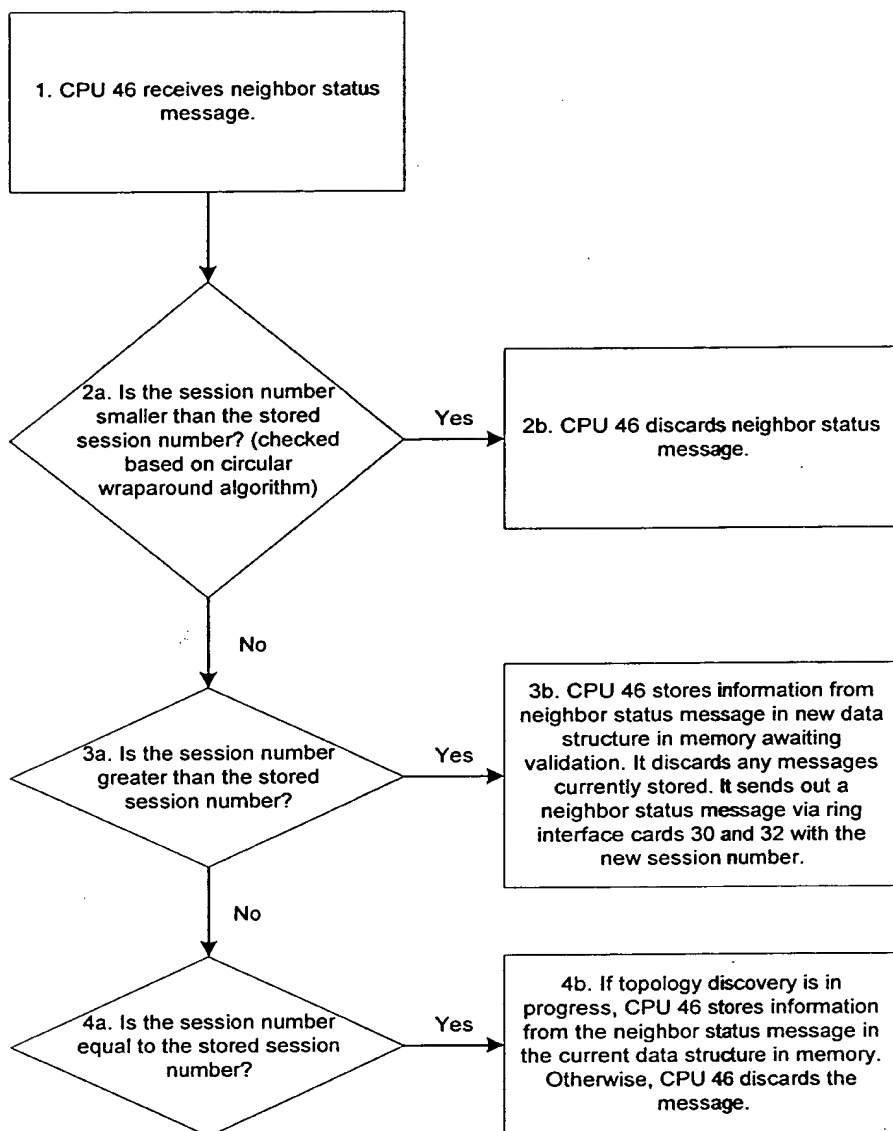 1. CPU 46 receives neighbor status
message.
2a. Is the session number
smaller than the stored
session number? (checked
based on circular
wraparound algorithm)
Yes
2b. CPU 46 discards neighbor status
message.
No
3a. Is the session number
greater than the stored
session number?
Yes
3b. CPU 46 stores information from
neighbor status message in new data
structure in memory awaiting
validation. It discards any messages
currently stored. It sends out a
neighbor status message via ring
interface cards 30 and 32 with the
new session number.
No
4a. Is the session number
equal to the stored session
number?
Yes
4b. If topology discovery is in
progress, CPU 46 stores information
from the neighbor status message in
the current data structure in memory.
Otherwise, CPU 46 discards the
message.